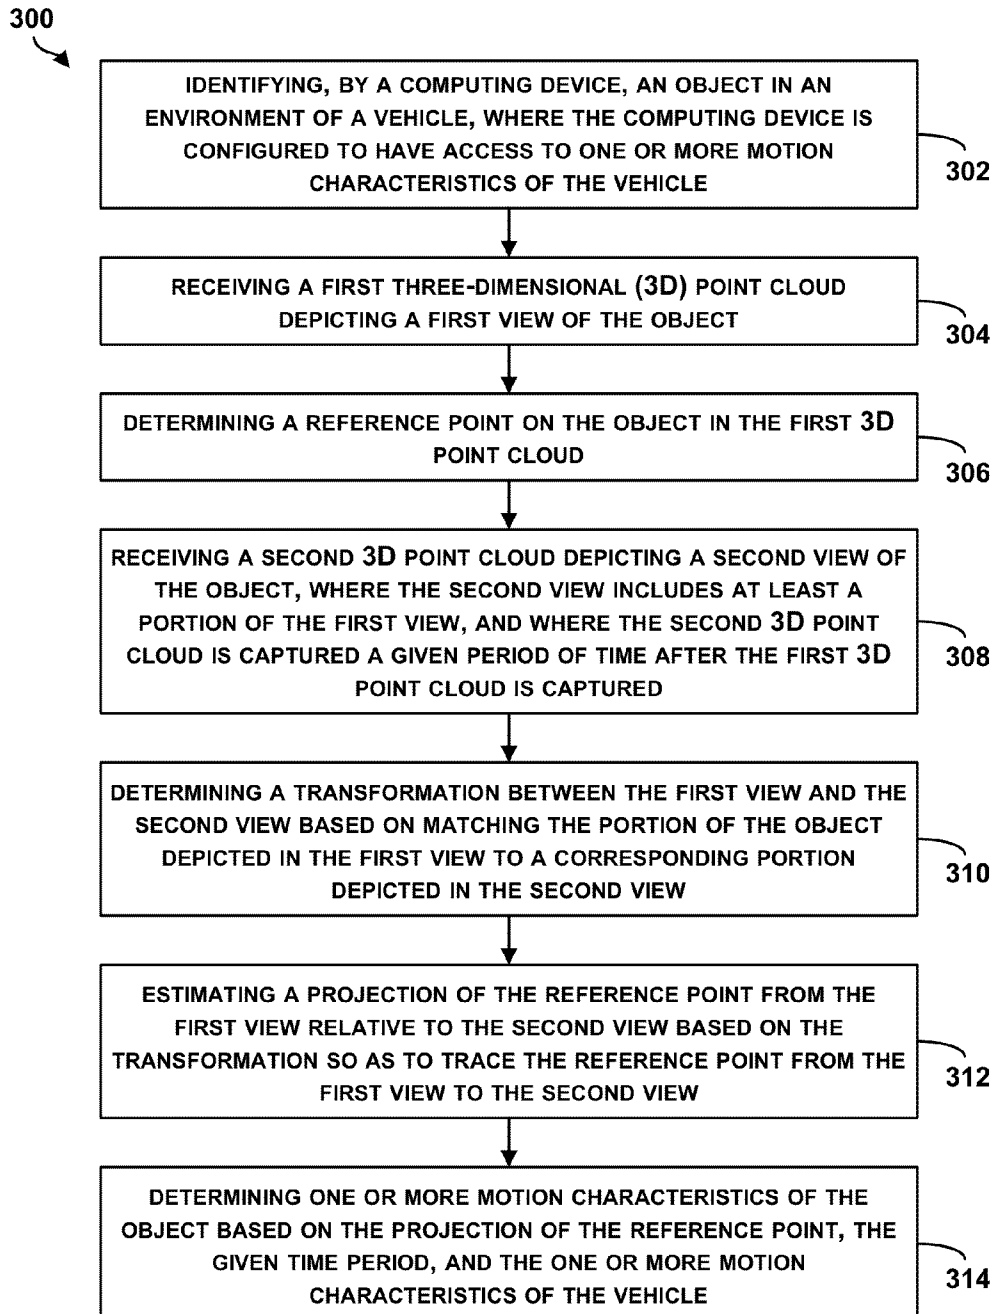 300
IDENTIFYING, BY A COMPUTING DEVICE, AN OBJECT IN AN
ENVIRONMENT OF A VEHICLE, WHERE THE COMPUTING DEVICE IS
CONFIGURED TO HAVE ACCESS TO ONE OR MORE MOTION
CHARACTERISTICS OF THE VEHICLE
302
RECEIVING A FIRST THREE-DIMENSIONAL (3D) POINT CLOUD
DEPICTING A FIRST VIEW OF THE OBJECT
304
DETERMINING A REFERENCE POINT ON THE OBJECT IN THE FIRST 3D
POINT CLOUD
306
RECEIVING A SECOND 3D POINT CLOUD DEPICTING A SECOND VIEW OF
THE OBJECT, WHERE THE SECOND VIEW INCLUDES AT LEAST A
PORTION OF THE FIRST VIEW, AND WHERE THE SECOND 3D POINT
CLOUD IS CAPTURED A GIVEN PERIOD OF TIME AFTER THE FIRST 3D
POINT CLOUD IS CAPTURED
308
DETERMINING A TRANSFORMATION BETWEEN THE FIRST VIEW AND THE
SECOND VIEW BASED ON MATCHING THE PORTION OF THE OBJECT
DEPICTED IN THE FIRST VIEW TO A CORRESPONDING PORTION
DEPICTED IN THE SECOND VIEW
310
ESTIMATING A PROJECTION OF THE REFERENCE POINT FROM THE
FIRST VIEW RELATIVE TO THE SECOND VIEW BASED ON THE
TRANSFORMATION SO AS TO TRACE THE REFERENCE POINT FROM THE
FIRST VIEW TO THE SECOND VIEW
312
DETERMINING ONE OR MORE MOTION CHARACTERISTICS OF THE
OBJECT BASED ON THE PROJECTION OF THE REFERENCE POINT, THE
GIVEN TIME PERIOD, AND THE ONE OR MORE MOTION
CHARACTERISTICS OF THE VEHICLE
314